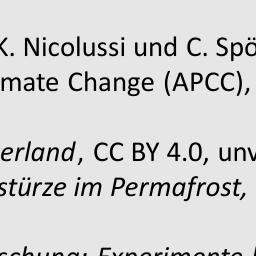 K. Nicolussi und C. Spö
mate Change (APCC),
erland, CC BY 4.0, unv
stürze im Permafrost,
schung: Experimente